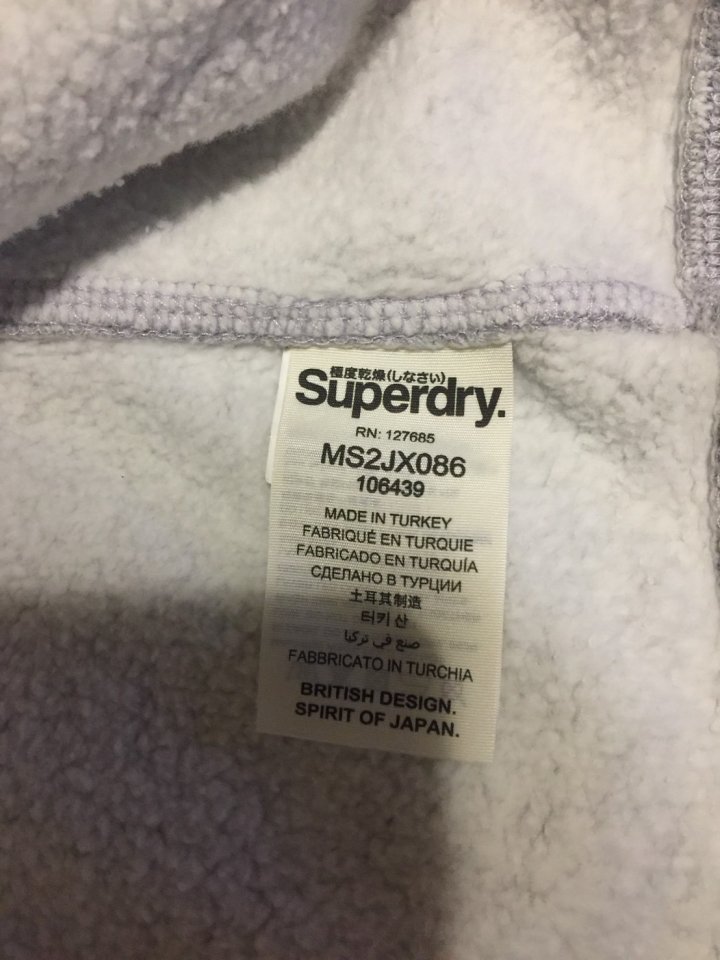 極度乾燥(しなさい)
Superdry.
RN: 127685
MS2JX086
106439
MADE IN TURKEY
FABRIQUÉ EN TURQUIE
FABRICADO EN TURQUÍA
СДЕЛАНО В ТУРЦИИ
土耳其制造
터키 산
صنع في تركيا
FABBRICATO IN TURCHIA
BRITISH DESIGN.
SPIRIT OF JAPAN.